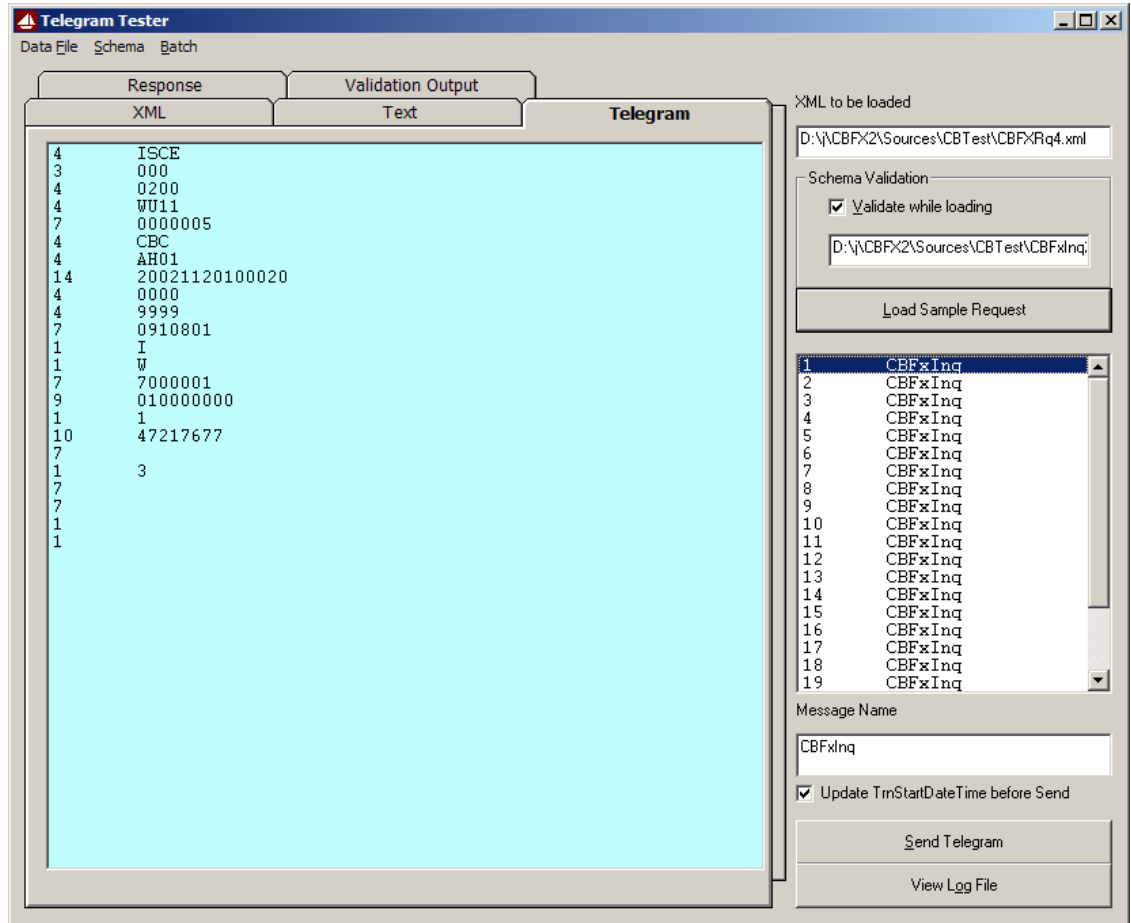 Telegram Tester
Data File Schema Batch
Response Validation Output
XML Text Telegram
4 ISCE
3 000
4 0200
4 WU11
7 0000005
4 CBC
4 AH01
14 20021120100020
4 0000
4 9999
7 0910801
1 I
1 W
7 7000001
9 010000000
1 1
10 47217677
7
1 3
7
7
1
1
XML to be loaded
D:\j\CBFX2\Sources\CBTest\CBFXRq4.xml
Schema Validation
Validate while loading
D:\j\CBFX2\Sources\CBTest\CBFxInq
Load Sample Request
1 CBFxInq
2 CBFxInq
3 CBFxInq
4 CBFxInq
5 CBFxInq
6 CBFxInq
7 CBFxInq
8 CBFxInq
9 CBFxInq
10 CBFxInq
11 CBFxInq
12 CBFxInq
13 CBFxInq
14 CBFxInq
15 CBFxInq
16 CBFxInq
17 CBFxInq
18 CBFxInq
19 CBFxInq
Message Name
CBFxInq
Update TrnStartDateTime before Send
Send Telegram
View Log File